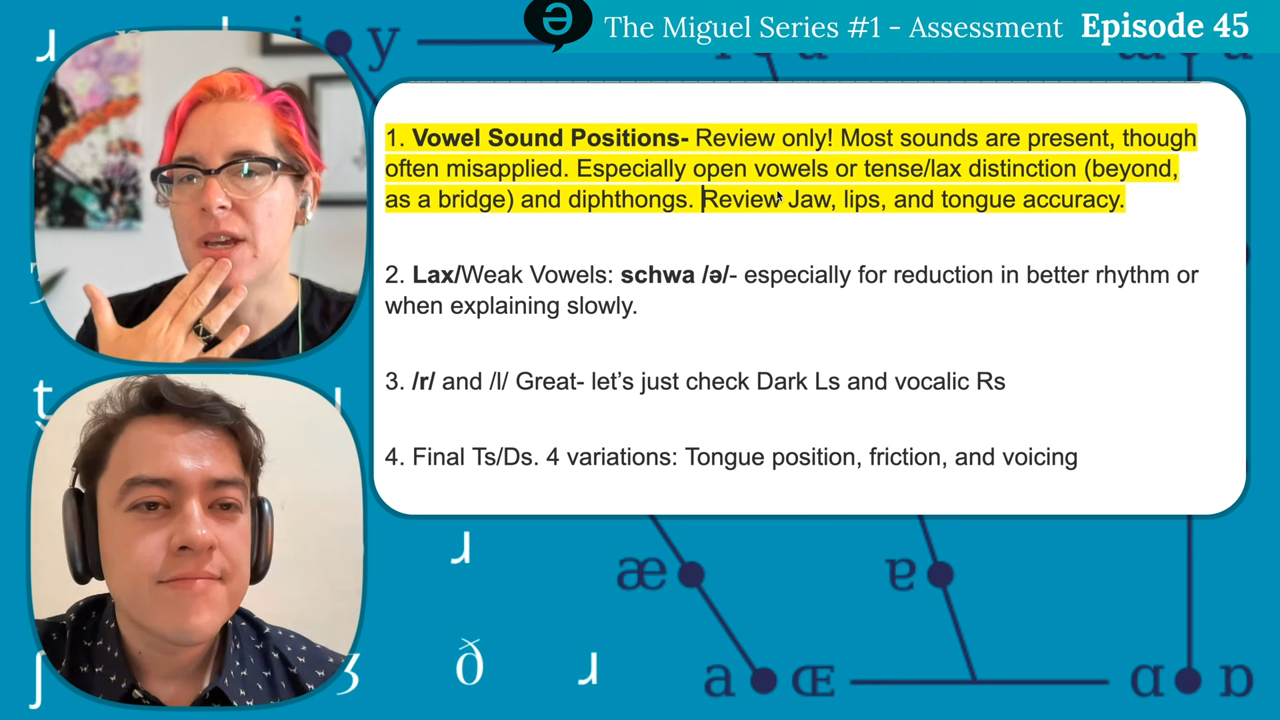 ə The Miguel Series #1 - Assessment Episode 45
ɹ
i y
1. Vowel Sound Positions- Review only! Most sounds are present, though
often misapplied. Especially open vowels or tense/lax distinction (beyond,
as a bridge) and diphthongs. Review Jaw, lips, and tongue accuracy.
2. Lax/Weak Vowels: schwa /ə/- especially for reduction in better rhythm or
when explaining slowly.
3. /r/ and /l/ Great- let's just check Dark Ls and vocalic Rs
t
4. Final Ts/Ds. 4 variations: Tongue position, friction, and voicing
ɹ
æ ɐ
ʃ ʒ ð ɹ
a Œ ɑ ɒ